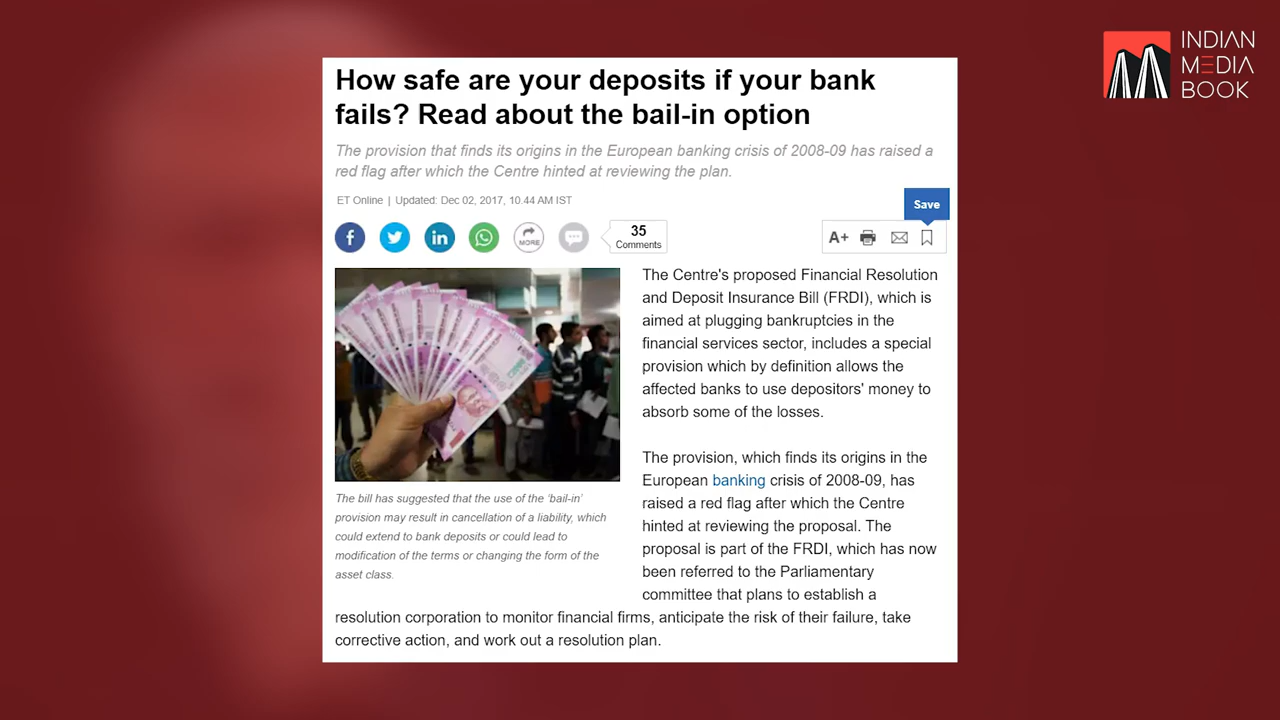 INDIAN
MEDIA
BOOK
How safe are your deposits if your bank
fails? Read about the bail-in option
The provision that finds its origins in the European banking crisis of 2008-09 has raised a
red flag after which the Centre hinted at reviewing the plan.
ET Online | Updated: Dec 02, 2017, 10.44 AM IST
Save
MORE
35
Comments
A+
The Centre's proposed Financial Resolution
and Deposit Insurance Bill (FRDI), which is
aimed at plugging bankruptcies in the
financial services sector, includes a special
provision which by definition allows the
affected banks to use depositors' money to
absorb some of the losses.
The bill has suggested that the use of the 'bail-in'
provision may result in cancellation of a liability, which
could extend to bank deposits or could lead to
modification of the terms or changing the form of the
asset class.
The provision, which finds its origins in the
European banking crisis of 2008-09, has
raised a red flag after which the Centre
hinted at reviewing the proposal. The
proposal is part of the FRDI, which has now
been referred to the Parliamentary
committee that plans to establish a
resolution corporation to monitor financial firms, anticipate the risk of their failure, take
corrective action, and work out a resolution plan.